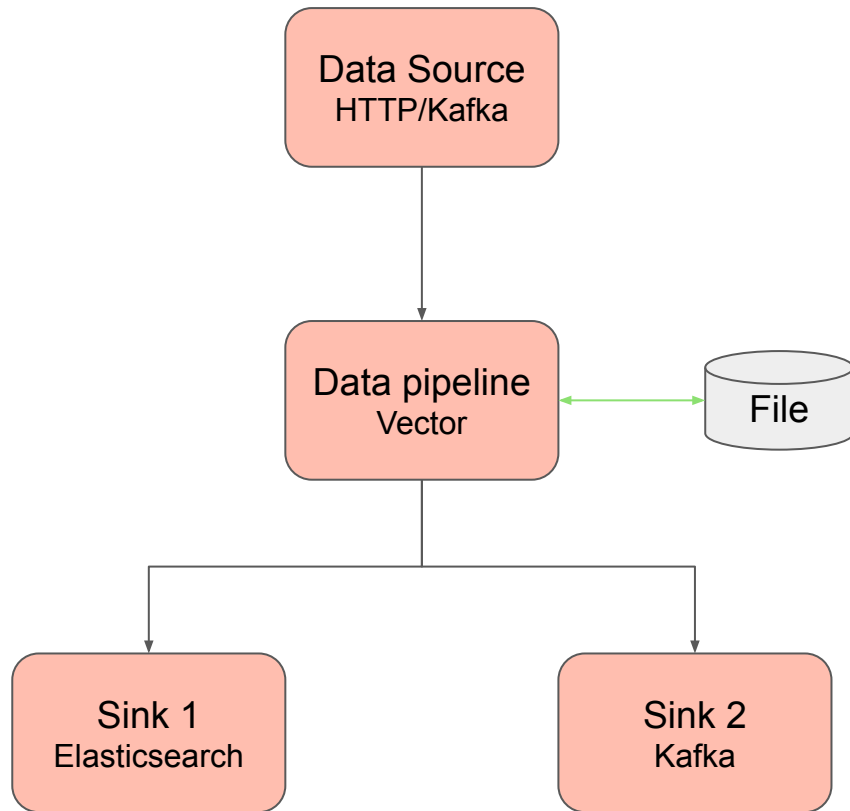 Data Source
HTTP/Kafka
Data pipeline
Vector
File
Sink 1
Elasticsearch
Sink 2
Kafka